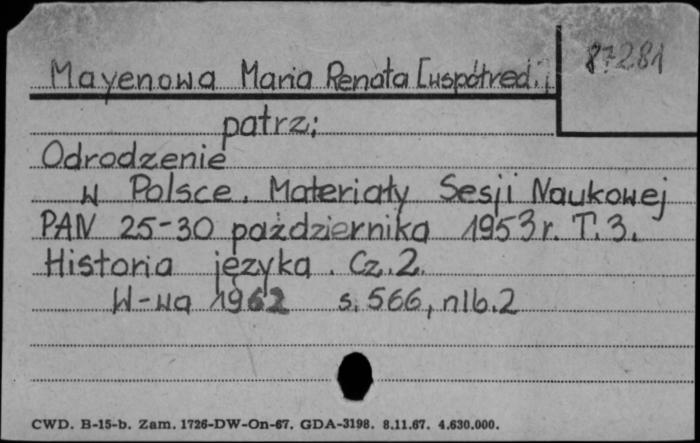 87281
Mayenowa Maria Renata [współred.]
patrz;
Odrodzenie
w Polsce. Materiały Sesji Naukowej
PAN 25-30 października 1953 r. T. 3.
Historia języka. Cz. 2.
W-wa 1962 s. 566, nlb. 2
CWD. B-15-b. Zam. 1726-DW-On-67. GDA-3198. 8.11.67. 4.630.000.